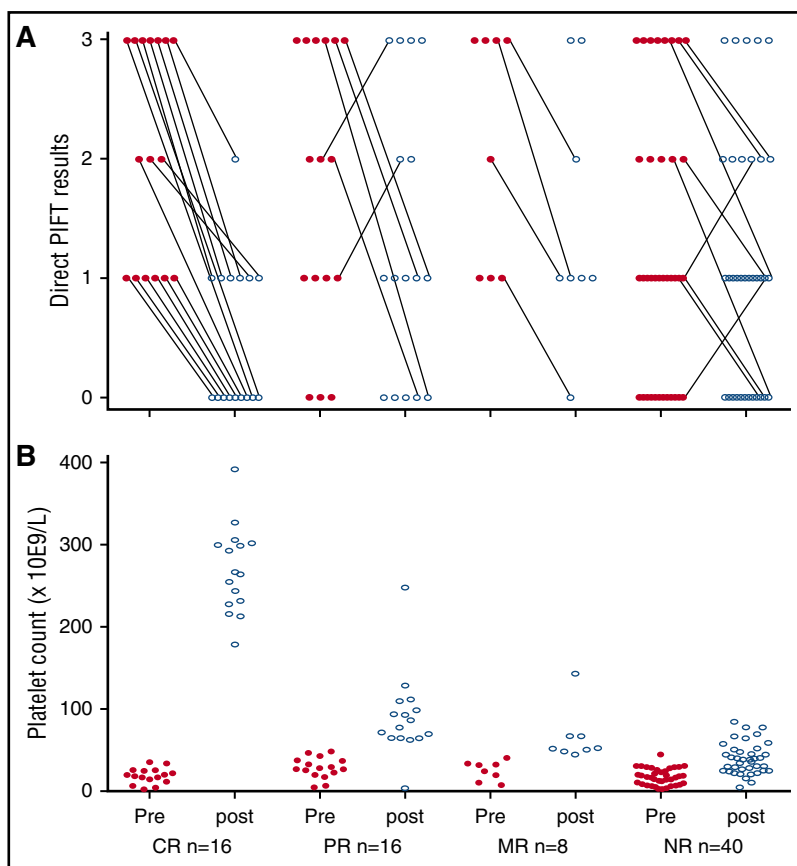 A
Direct PIFT results
3
2
1
0
B
Platelet count (x 10E9/L)
400
300
200
100
0
Pre post Pre post Pre post Pre post
CR n=16 PR n=16 MR n=8 NR n=40